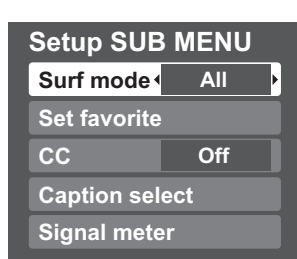 Setup SUB MENU
Surf mode All
Set favorite
CC Off
Caption select
Signal meter